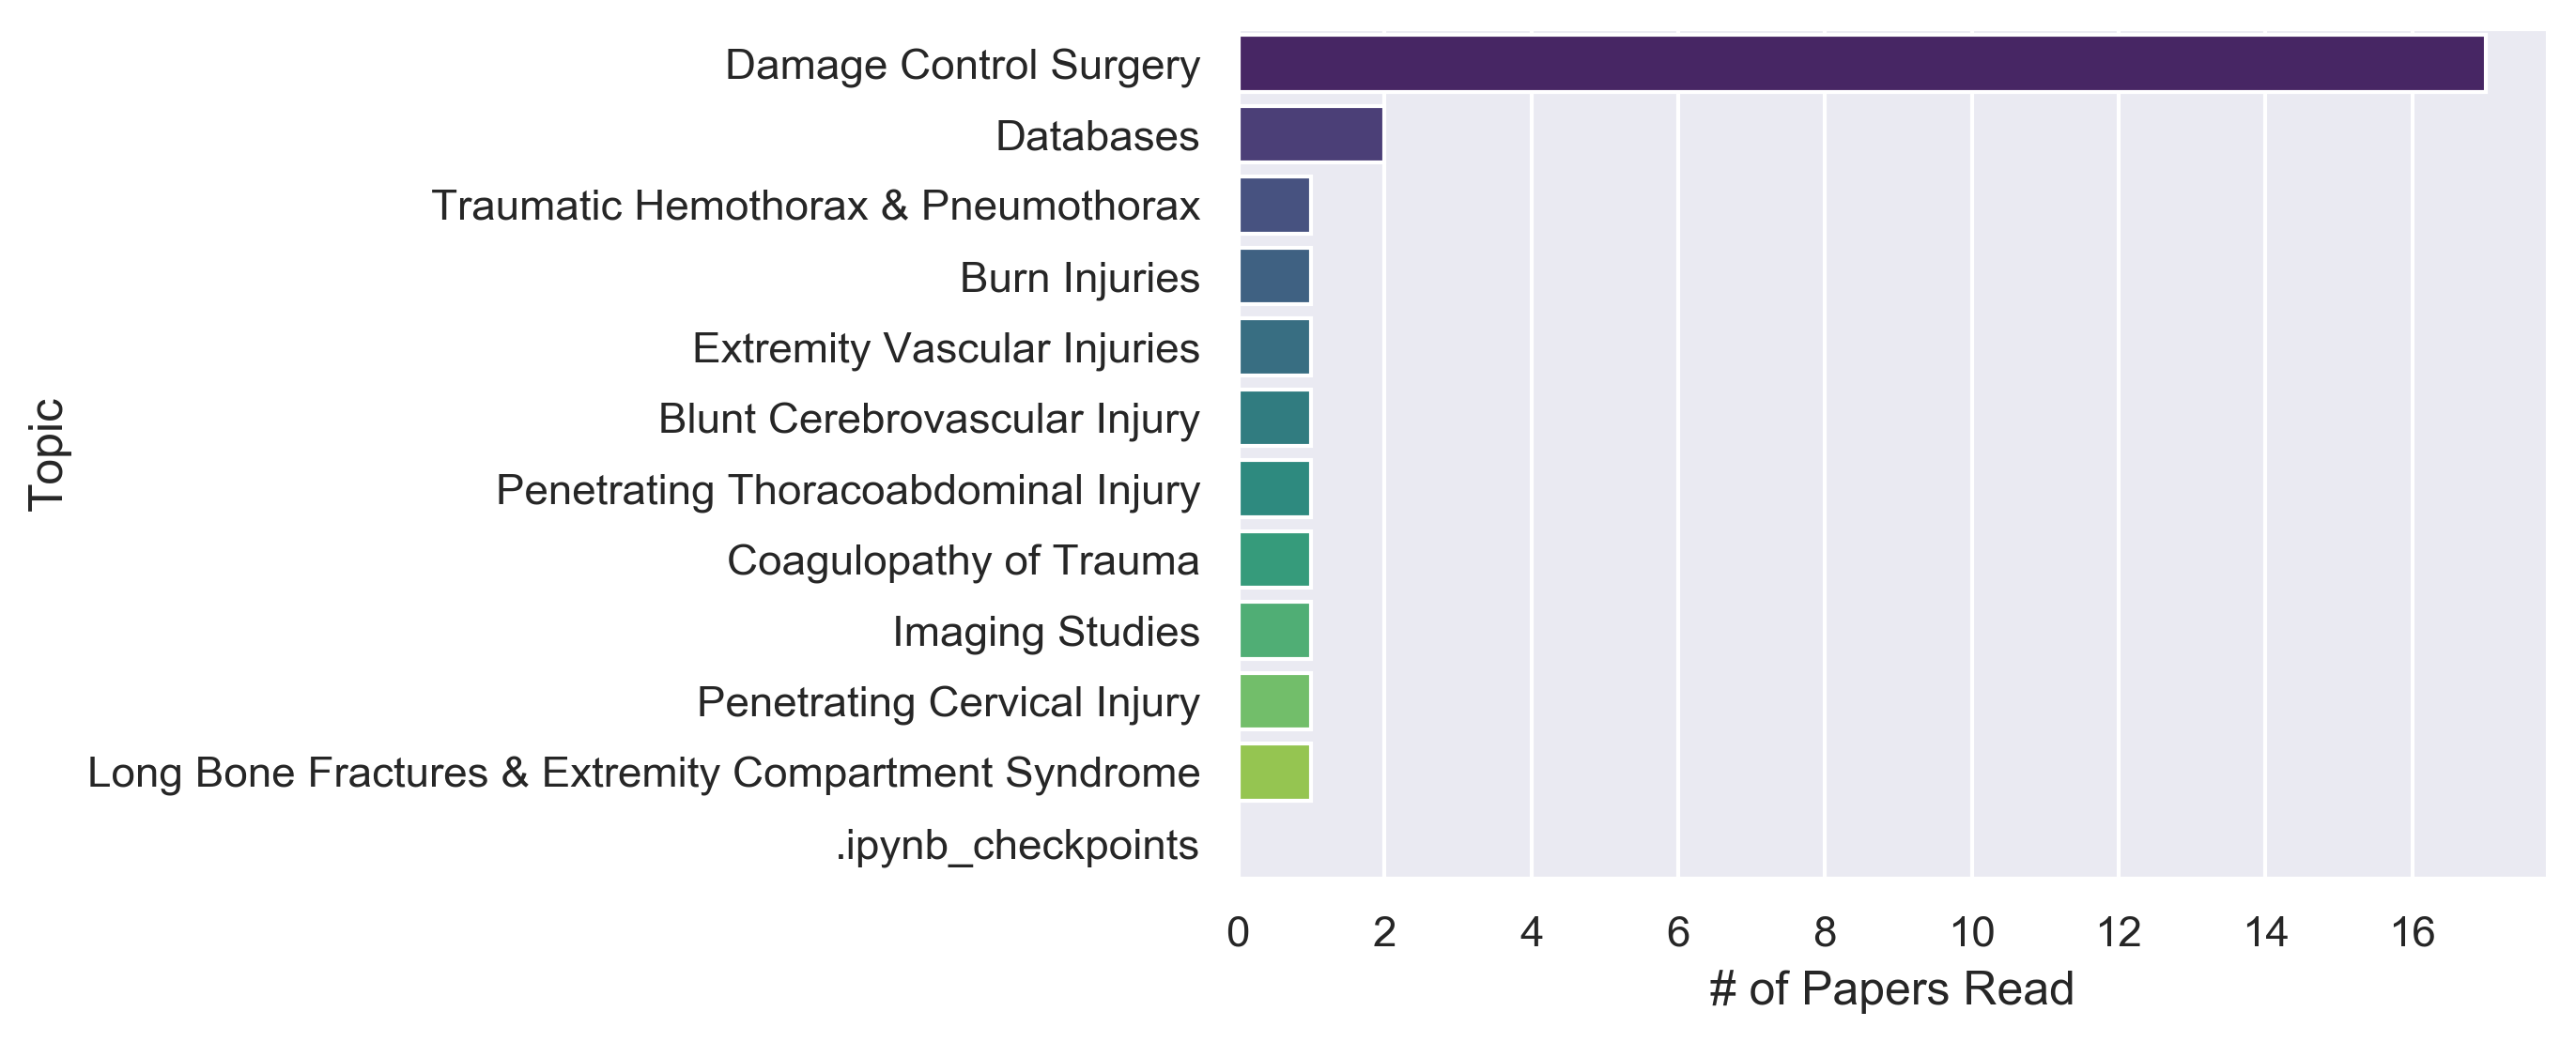 Damage Control Surgery
Databases
Traumatic Hemothorax & Pneumothorax
Burn Injuries
Extremity Vascular Injuries
Blunt Cerebrovascular Injury
Penetrating Thoracoabdominal Injury
Coagulopathy of Trauma
Imaging Studies
Penetrating Cervical Injury
Long Bone Fractures & Extremity Compartment Syndrome
.ipynb_checkpoints
Topic
0 2 4 6 8 10 12 14 16
# of Papers Read